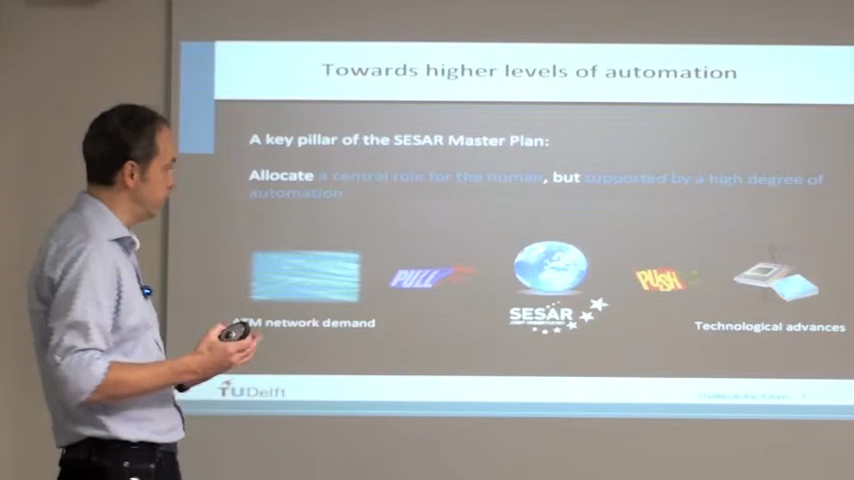 Towards higher levels of automation
A key pillar of the SESAR Master Plan:
Allocate a central role for the human, but supported by a high degree of
automation
PULL
PUSH
SESAR
ATM network demand
Technological advances
TUDelft